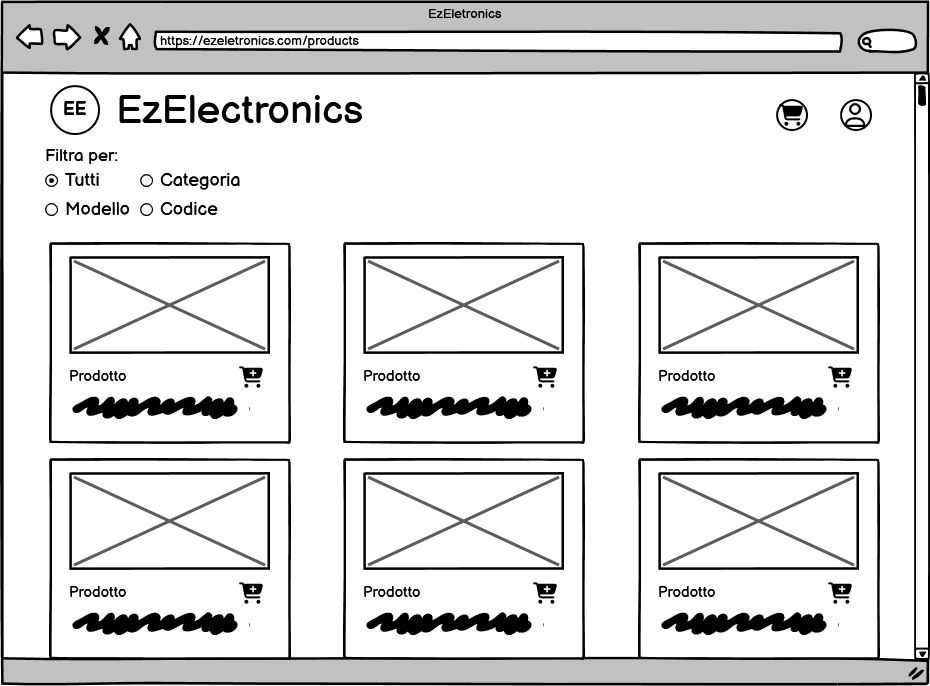 EzEletronics
https://ezeletronics.com/products
EE EzElectronics
Filtra per:
Tutti Categoria
Modello Codice
Prodotto Prodotto Prodotto
Prodotto Prodotto Prodotto